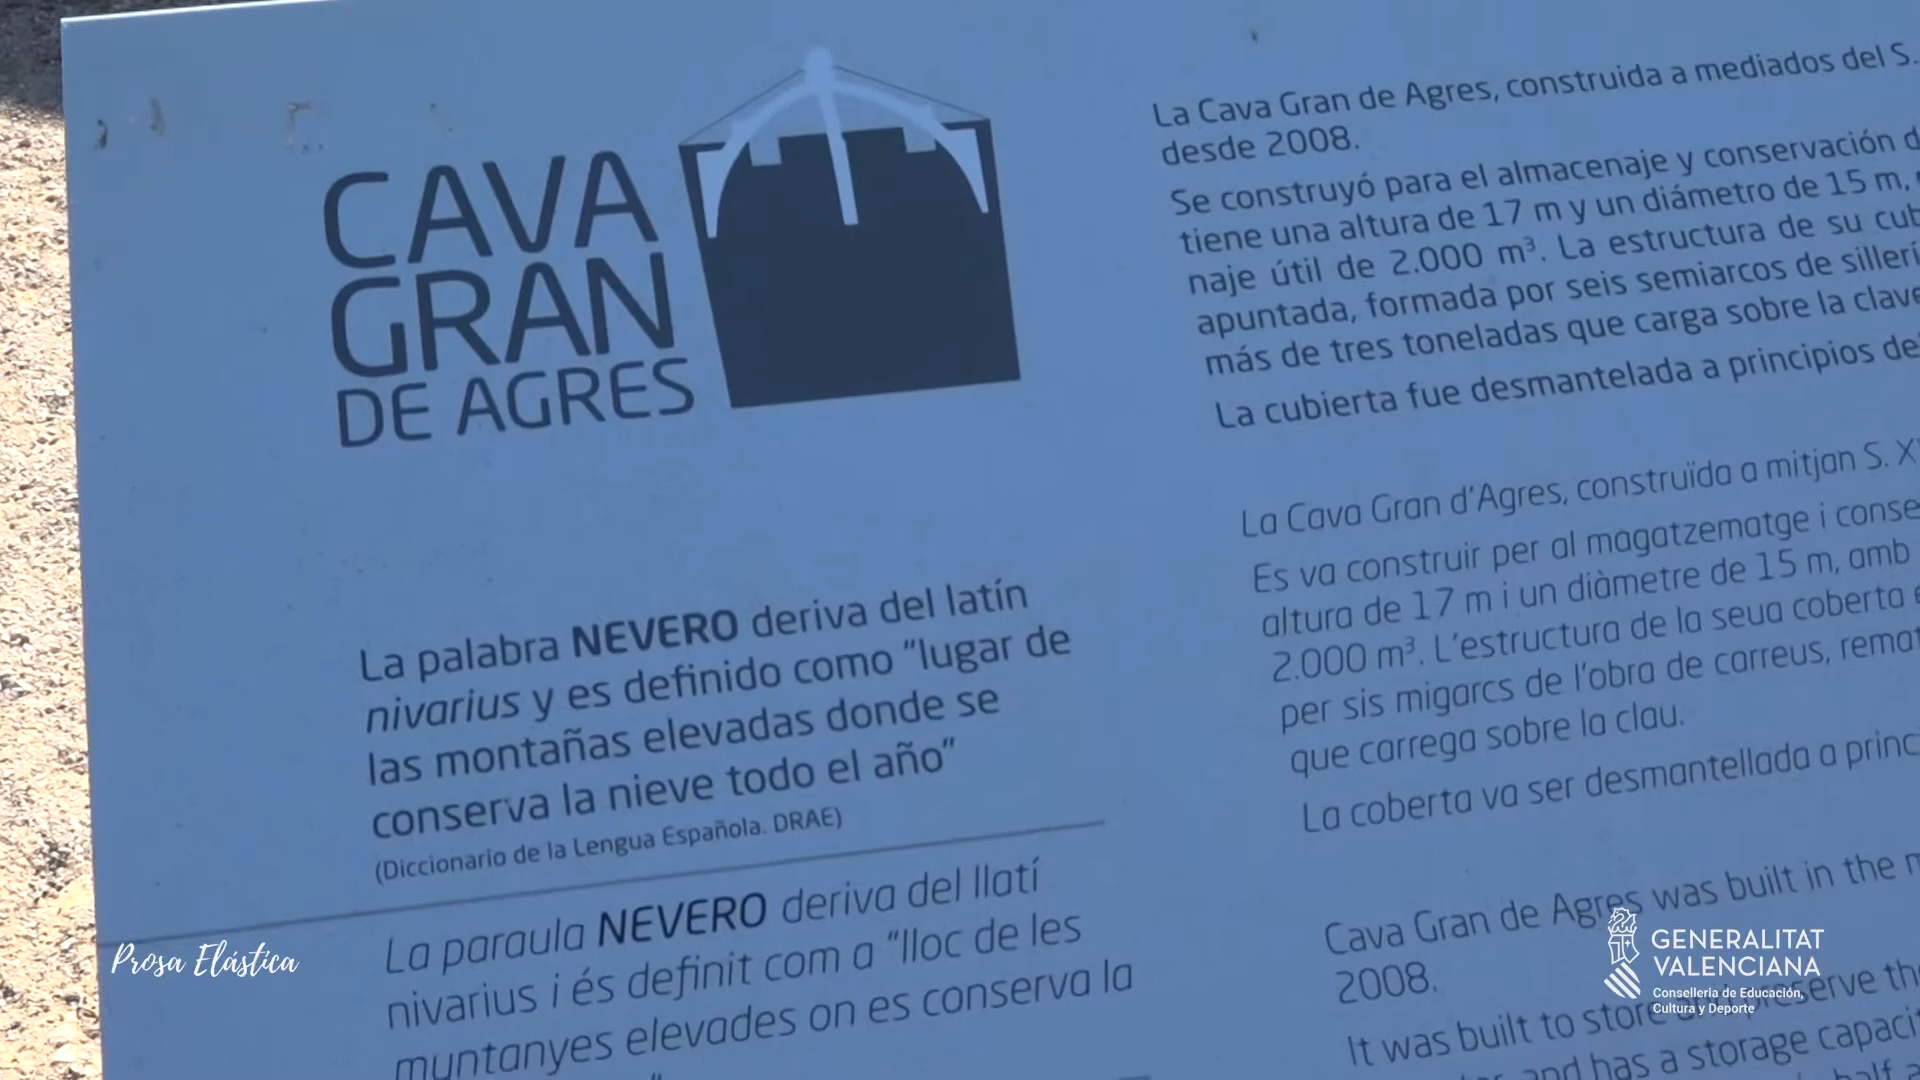 CAVA
GRAN
DE AGRES
La palabra NEVERO deriva del latín
nivarius y es definido como "lugar de
las montañas elevadas donde se
conserva la nieve todo el año"
(Diccionario de la Lengua Española. DRAE)
La paraula NEVERO deriva del llatí
nivarius i és definit com a "lloc de les
muntanyes elevades on es conserva la
La Cava Gran de Agres, construida a mediados del S.
desde 2008.
Se construyó para el almacenaje y conservación
tiene una altura de 17 m y un diámetro de 15 m,
naje útil de 2.000 m³. La estructura de su
apuntada, formada por seis semiarcos de
más de tres toneladas que carga sobre la
La cubierta fue desmantelada a principios
La Cava Gran d'Agres, construïda a mitjan S.
Es va construir per al magatzematge i
altura de 17 m i un diàmetre de 15 m, amb
2.000 m³. L'estructura de la seua coberta
per sis migarcs de l'obra de carreus,
que carrega sobre la clau.
La coberta va ser desmantellada a
Cava Gran de Agres was built in the
2008.
It was built to store and preserve
and has a storage
Prosa Elástica
GENERALITAT
VALENCIANA
Conselleria de Educación,
Cultura y Deporte